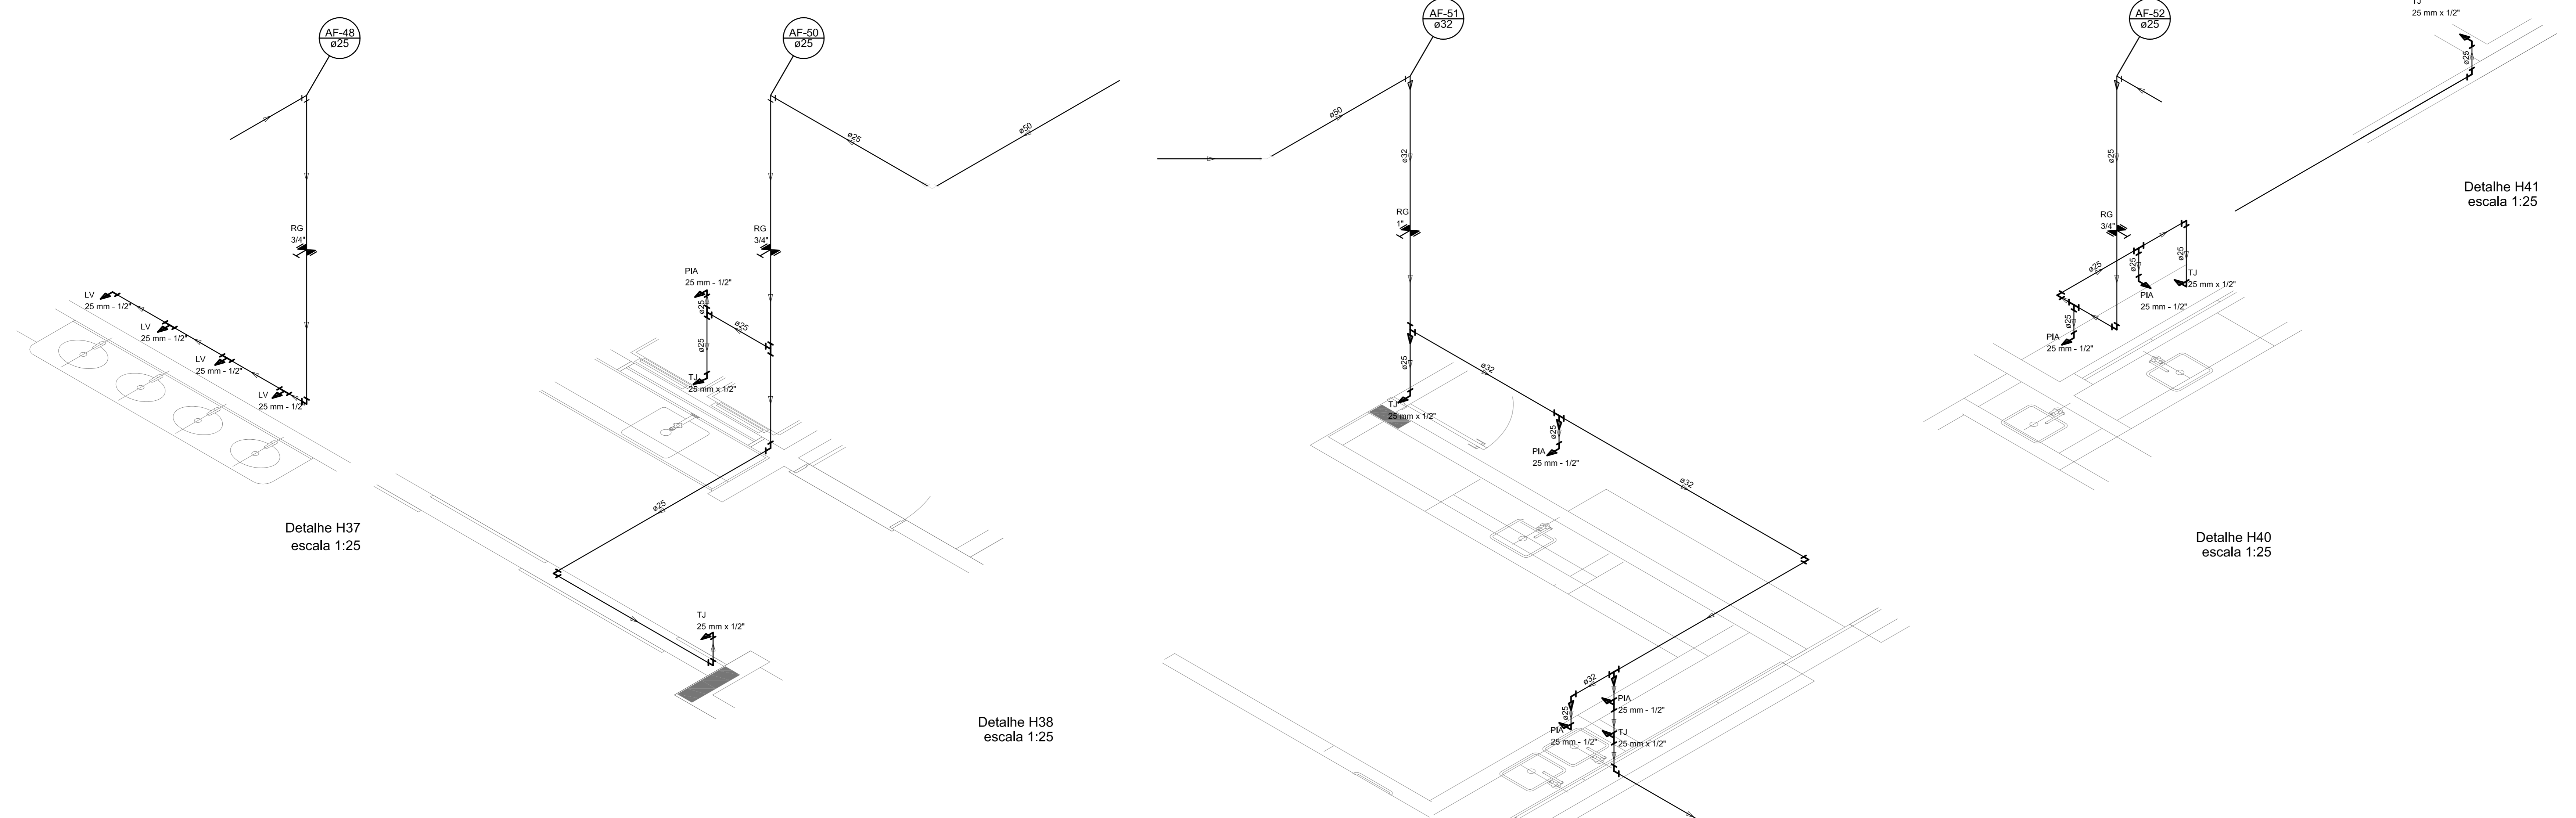 AF-48
ø25
RG
3/4"
LV
25 mm - 1/2"
LV
25 mm - 1/2"
LV
25 mm - 1/2"
LV
25 mm - 1/2"
Detalhe H37
escala 1:25
AF-50
ø25
ø25
ø50
RG
3/4"
PIA
25 mm - 1/2"
ø25
ø25
ø25
TJ
25 mm x 1/2"
ø25
TJ
25 mm x 1/2"
Detalhe H38
escala 1:25
AF-51
ø32
ø50
ø32
RG
1"
ø25
ø32
TJ
25 mm x 1/2"
ø25
PIA
25 mm - 1/2"
ø32
ø32
PIA
25 mm - 1/2"
ø25
PIA
25 mm - 1/2"
TJ
25 mm x 1/2"
AF-52
ø25
ø25
RG
3/4"
ø25
ø25
ø25
TJ
25 mm x 1/2"
PIA
25 mm - 1/2"
ø25
PIA
25 mm - 1/2"
Detalhe H40
escala 1:25
TJ
25 mm x 1/2"
ø25
Detalhe H41
escala 1:25